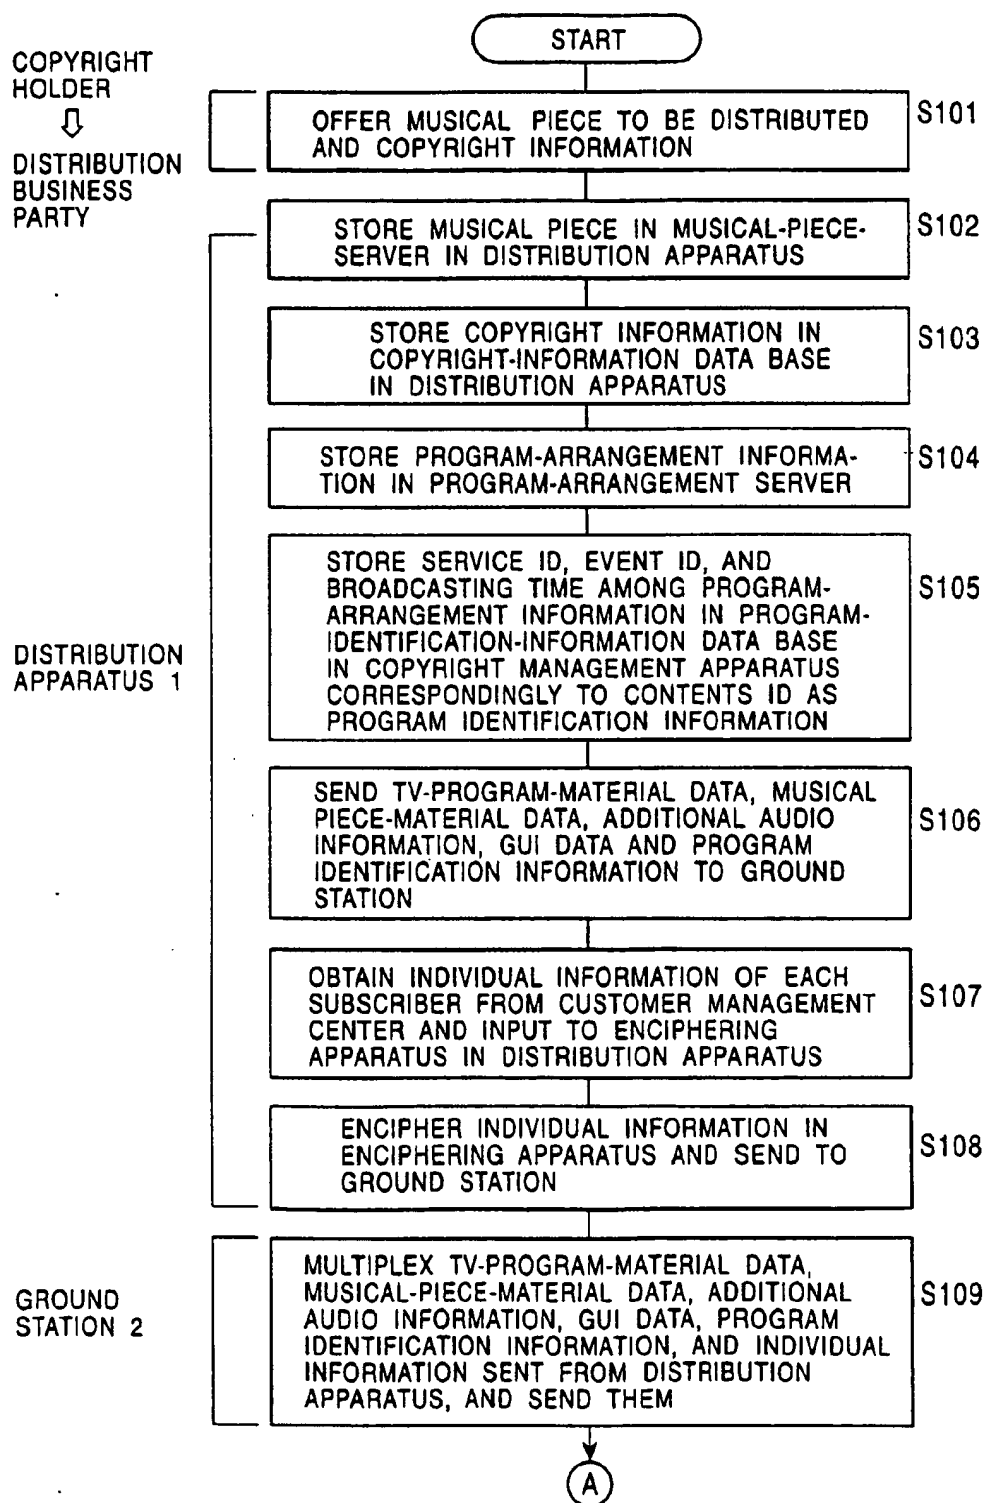 START
COPYRIGHT
HOLDER
DISTRIBUTION
BUSINESS
PARTY
OFFER MUSICAL PIECE TO BE DISTRIBUTED
AND COPYRIGHT INFORMATION
S101
STORE MUSICAL PIECE IN MUSICAL-PIECE-
SERVER IN DISTRIBUTION APPARATUS
S102
STORE COPYRIGHT INFORMATION IN
COPYRIGHT-INFORMATION DATA BASE
IN DISTRIBUTION APPARATUS
S103
STORE PROGRAM-ARRANGEMENT INFORMA-
TION IN PROGRAM-ARRANGEMENT SERVER
S104
DISTRIBUTION
APPARATUS 1
STORE SERVICE ID, EVENT ID, AND
BROADCASTING TIME AMONG PROGRAM-
ARRANGEMENT INFORMATION IN PROGRAM-
IDENTIFICATION-INFORMATION DATA BASE
IN COPYRIGHT MANAGEMENT APPARATUS
CORRESPONDINGLY TO CONTENTS ID AS
PROGRAM IDENTIFICATION INFORMATION
S105
SEND TV-PROGRAM-MATERIAL DATA, MUSICAL
PIECE-MATERIAL DATA, ADDITIONAL AUDIO
INFORMATION, GUI DATA AND PROGRAM
IDENTIFICATION INFORMATION TO GROUND
STATION
S106
OBTAIN INDIVIDUAL INFORMATION OF EACH
SUBSCRIBER FROM CUSTOMER MANAGEMENT
CENTER AND INPUT TO ENCIPHERING
APPARATUS IN DISTRIBUTION APPARATUS
S107
ENCIPHER INDIVIDUAL INFORMATION IN
ENCIPHERING APPARATUS AND SEND TO
GROUND STATION
S108
GROUND
STATION 2
MULTIPLEX TV-PROGRAM-MATERIAL DATA,
MUSICAL-PIECE-MATERIAL DATA, ADDITIONAL
AUDIO INFORMATION, GUI DATA, PROGRAM
IDENTIFICATION INFORMATION, AND INDIVIDUAL
INFORMATION SENT FROM DISTRIBUTION
APPARATUS, AND SEND THEM
S109
A